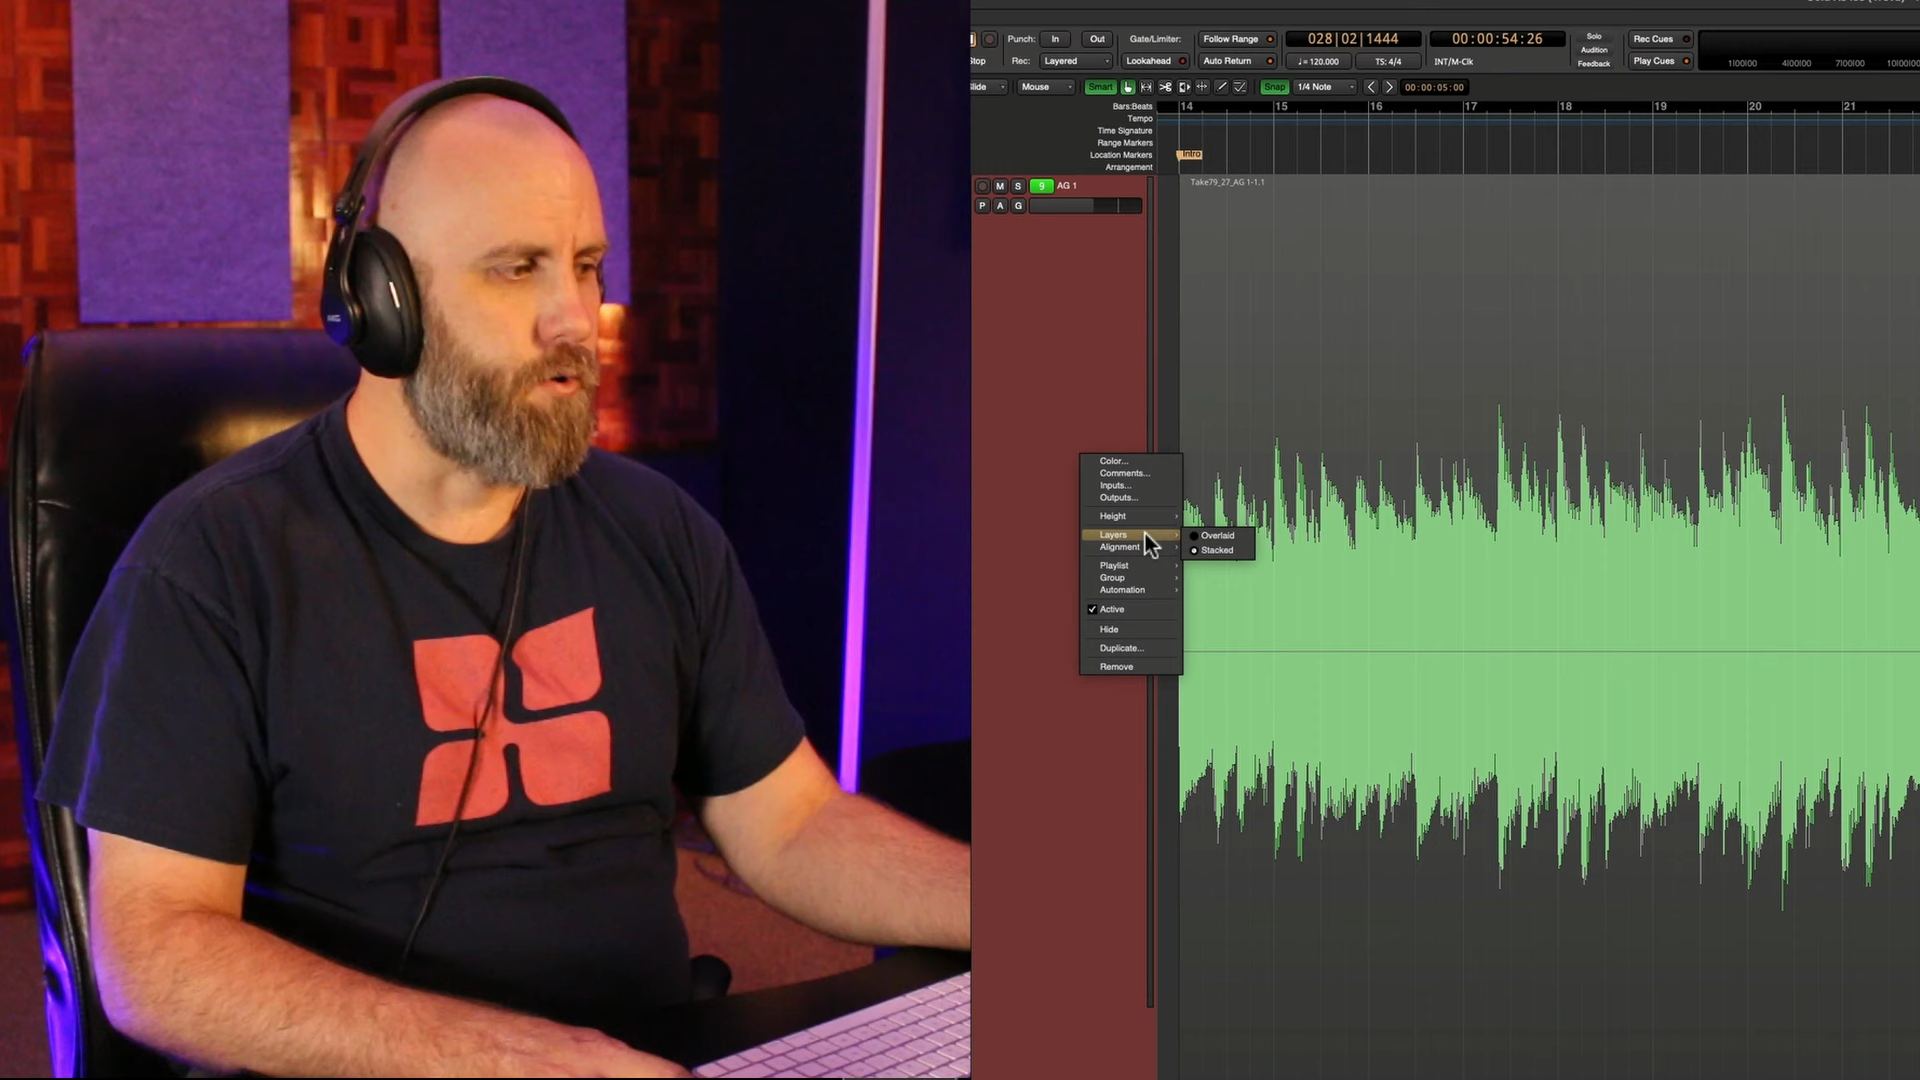 Punch: In Out Gate/Limiter: Follow Range 028|02|1444 00:00:54:26 Solo Rec Cues
Audition
Rec: Layered Lookahead Auto Return ♩= 120.000 TS: 4/4 INT/M-Clk Feedback Play Cues
Mouse Smart Snap 1/4 Note 00:00:05:00
Bars:Beats 14 15 16 17 18 19 20 21
Tempo
Time Signature
Range Markers
Location Markers Intro
Arrangement
M S 9 AG 1
P A G
Take79_27_AG 1-1.1
Color...
Comments...
Inputs...
Outputs...
Height
Layers
Alignment
Playlist
Group
Automation
Active
Hide
Duplicate...
Remove
Overlaid
Stacked